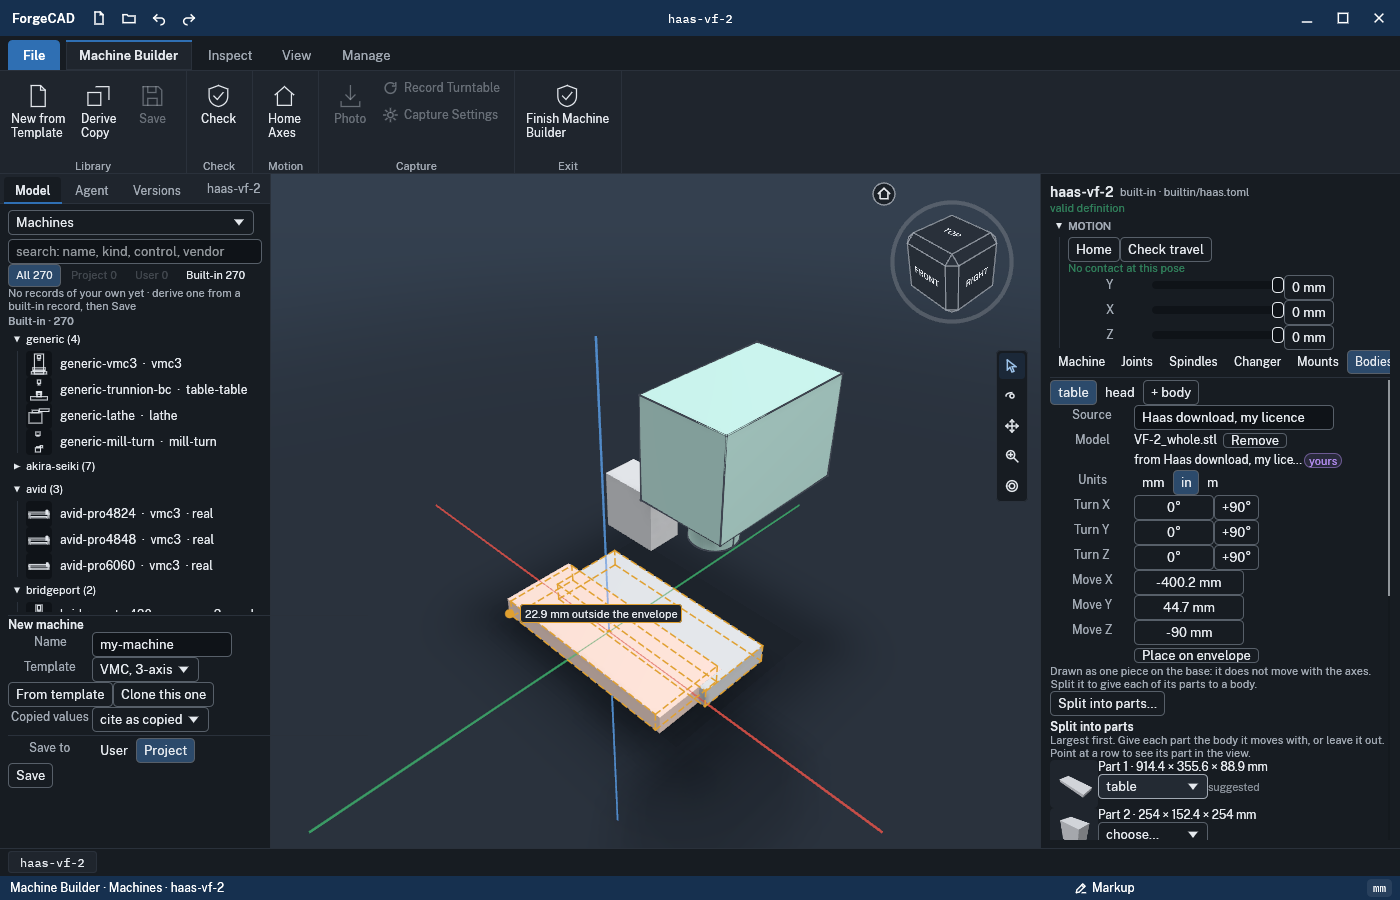 ForgeCAD
haas-vf-2
File
Machine Builder
Inspect
View
Manage
New from Template
Derive Copy
Save
Check
Home Axes
Photo
Record Turntable
Capture Settings
Finish Machine Builder
Library
Check
Motion
Capture
Exit
Model
Agent
Versions
haas-vf-2
Machines
search: name, kind, control, vendor
All 270
Project 0
User 0
Built-in 270
No records of your own yet · derive one from a
built-in record, then Save
Built-in · 270
generic (4)
generic-vmc3 · vmc3
generic-trunnion-bc · table-table
generic-lathe · lathe
generic-mill-turn · mill-turn
akira-seiki (7)
avid (3)
avid-pro4824 · vmc3 · real
avid-pro4848 · vmc3 · real
avid-pro6060 · vmc3 · real
bridgeport (2)
New machine
Name
my-machine
Template
VMC, 3-axis
From template
Clone this one
Copied values
cite as copied
Save to
User
Project
Save
TOP
FRONT
RIGHT
22.9 mm outside the envelope
haas-vf-2 built-in · builtin/haas.toml
valid definition
MOTION
Home
Check travel
No contact at this pose
Y
0 mm
X
0 mm
Z
0 mm
Machine
Joints
Spindles
Changer
Mounts
Bodies
table
head
+ body
Source
Haas download, my licence
Model
VF-2_whole.stl
Remove
from Haas download, my lice...
yours
Units
mm
in
m
Turn X
0°
+90°
Turn Y
0°
+90°
Turn Z
0°
+90°
Move X
-400.2 mm
Move Y
44.7 mm
Move Z
-90 mm
Place on envelope
Drawn as one piece on the base: it does not move with the axes.
Split it to give each of its parts to a body.
Split into parts...
Split into parts
Largest first. Give each part the body it moves with, or leave it out.
Point at a row to see its part in the view.
Part 1 · 914.4 × 355.6 × 88.9 mm
table
suggested
Part 2 · 254 × 152.4 × 254 mm
choose...
haas-vf-2
Machine Builder · Machines · haas-vf-2
Markup
mm